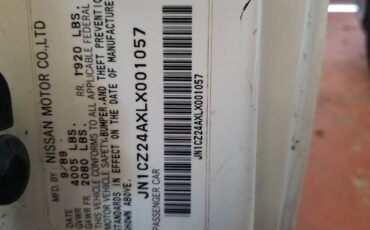 MFD. BY NISSAN MOTOR CO.,LTD
DATE 9/89
GVWR 4005 LBS.
GAWR FR. 2080 LBS. RR. 1920 LBS.
THIS VEHICLE CONFORMS TO ALL APPLICABLE FEDERAL
MOTOR VEHICLE SAFETY,BUMPER,AND THEFT PREVENTION
STANDARDS IN EFFECT ON THE DATE OF MANUFACTURE
SHOWN ABOVE.
JN1CZ24AXLX001057
PASSENGER CAR
JN1CZ24AXLX001057